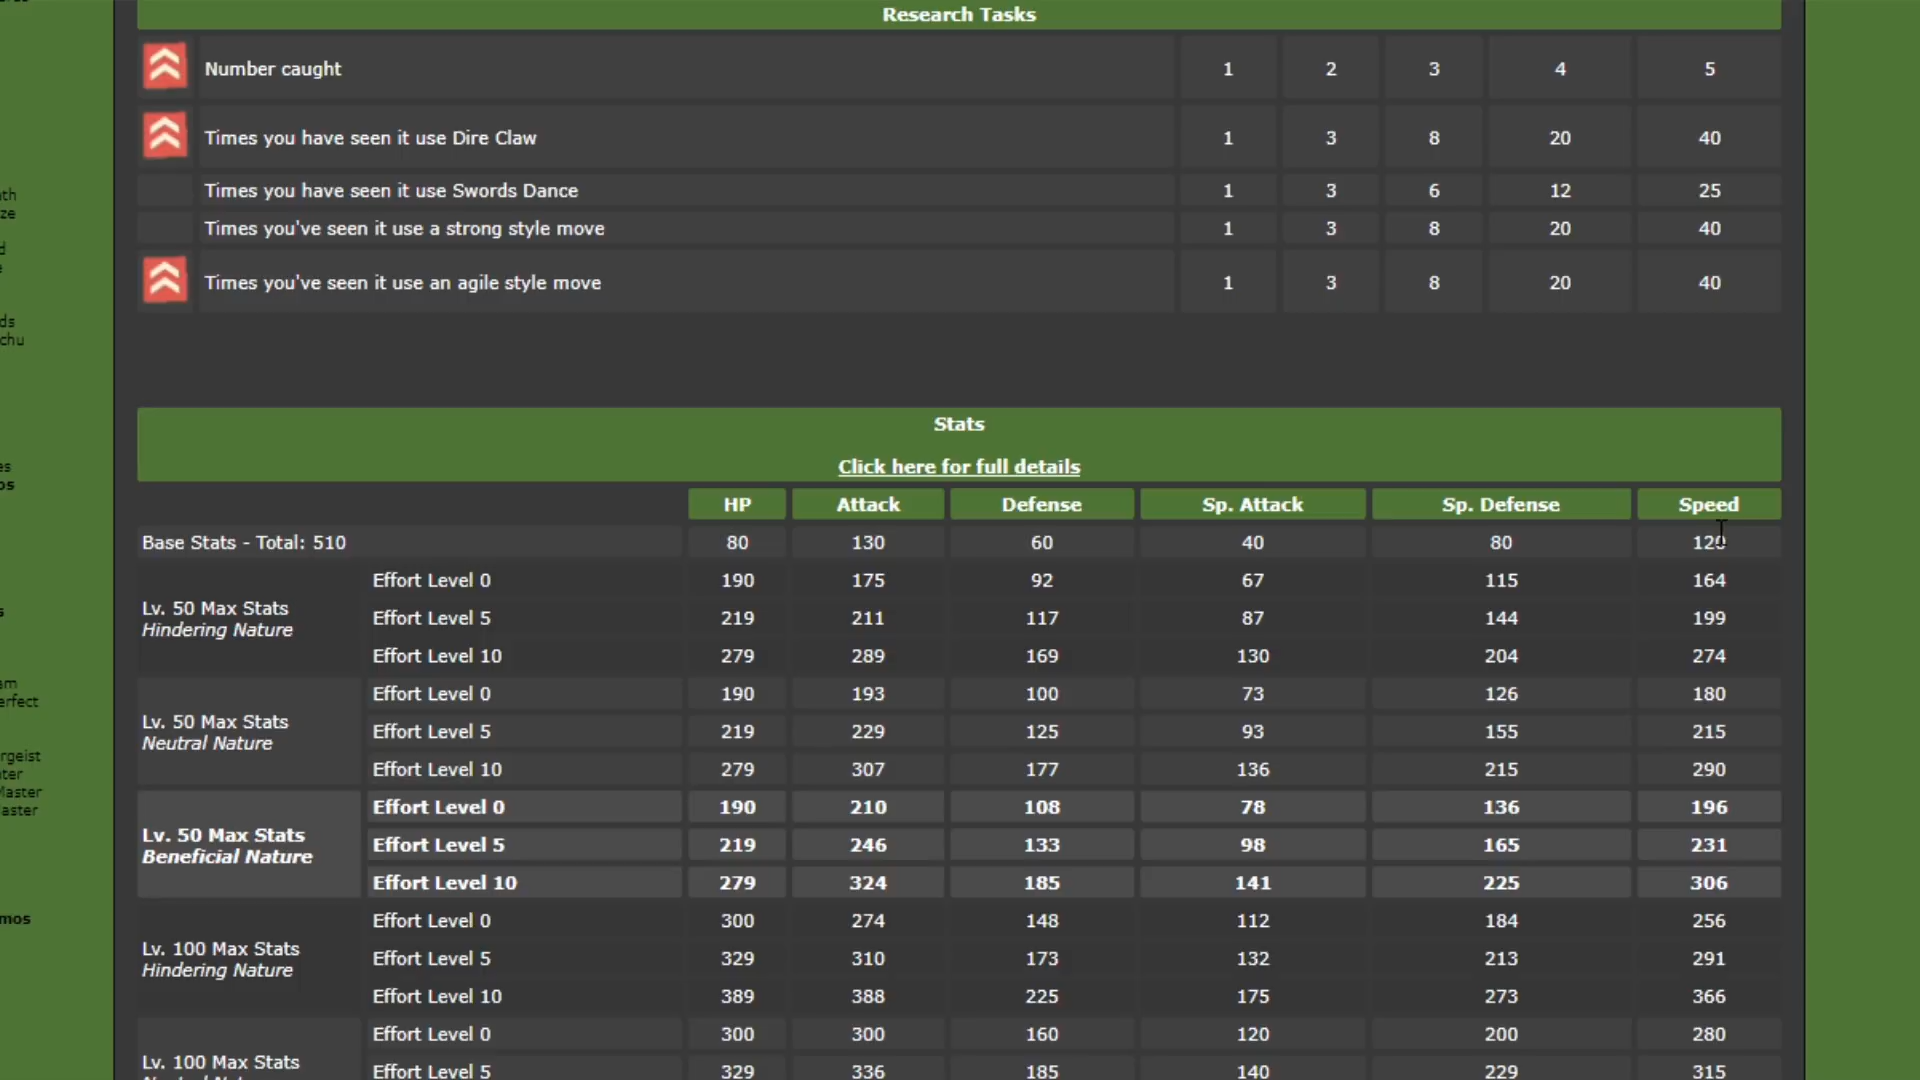 Research Tasks
Number caught 1 2 3 4 5
Times you have seen it use Dire Claw 1 3 8 20 40
Times you have seen it use Swords Dance 1 3 6 12 25
Times you've seen it use a strong style move 1 3 8 20 40
Times you've seen it use an agile style move 1 3 8 20 40
Stats
Click here for full details
HP Attack Defense Sp. Attack Sp. Defense Speed
Base Stats - Total: 510 80 130 60 40 80 120
Lv. 50 Max Stats
Hindering Nature
Effort Level 0 190 175 92 67 115 164
Effort Level 5 219 211 117 87 144 199
Effort Level 10 279 289 169 130 204 274
Lv. 50 Max Stats
Neutral Nature
Effort Level 0 190 193 100 73 126 180
Effort Level 5 219 229 125 93 155 215
Effort Level 10 279 307 177 136 215 290
Lv. 50 Max Stats
Beneficial Nature
Effort Level 0 190 210 108 78 136 196
Effort Level 5 219 246 133 98 165 231
Effort Level 10 279 324 185 141 225 306
Lv. 100 Max Stats
Hindering Nature
Effort Level 0 300 274 148 112 184 256
Effort Level 5 329 310 173 132 213 291
Effort Level 10 389 388 225 175 273 366
Lv. 100 Max Stats
Effort Level 0 300 300 160 120 200 280
Effort Level 5 329 336 185 140 229 315